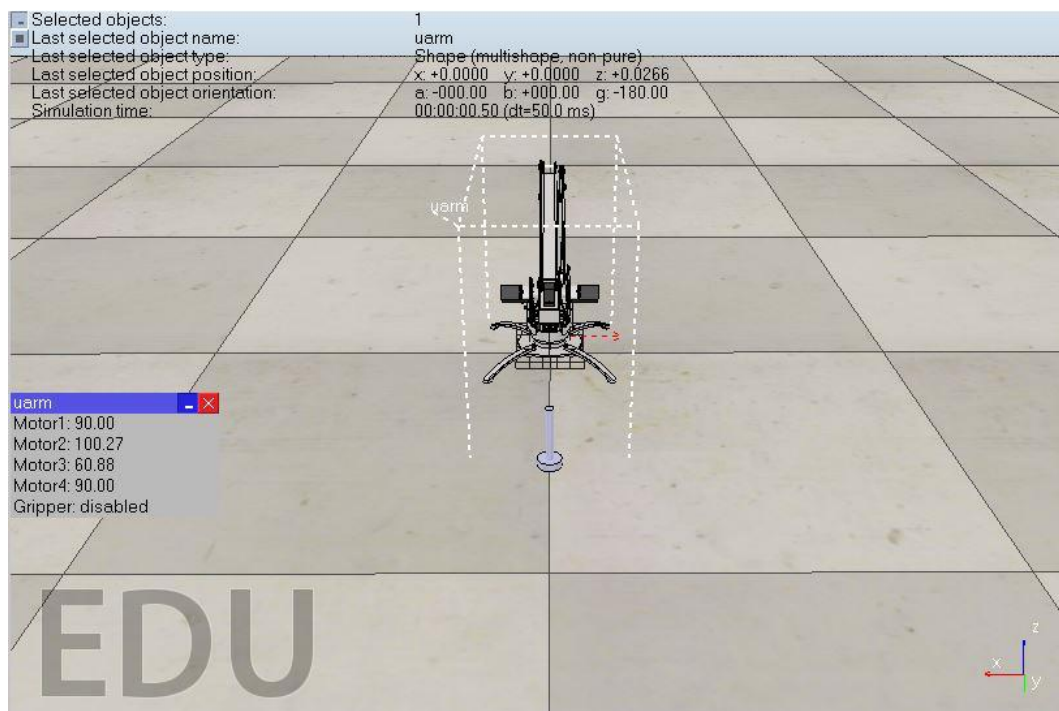 Selected objects: 1
Last selected object name: uarm
Last selected object type: Shape (multishape, non pure)
Last selected object position: x: +0.0000 y: +0.0000 z: +0.0266
Last selected object orientation: a: -000.00 b: +000.00 g: -180.00
Simulation time: 00:00:00.50 (dt=50.0 ms)
uarm
uarm
Motor1: 90.00
Motor2: 100.27
Motor3: 60.88
Motor4: 90.00
Gripper: disabled
EDU
z
x
y